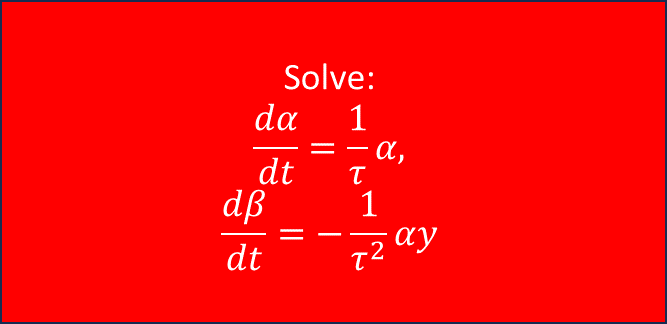 Solve:
dα/dt = 1/τ α,
dβ/dt = − 1/τ² αy